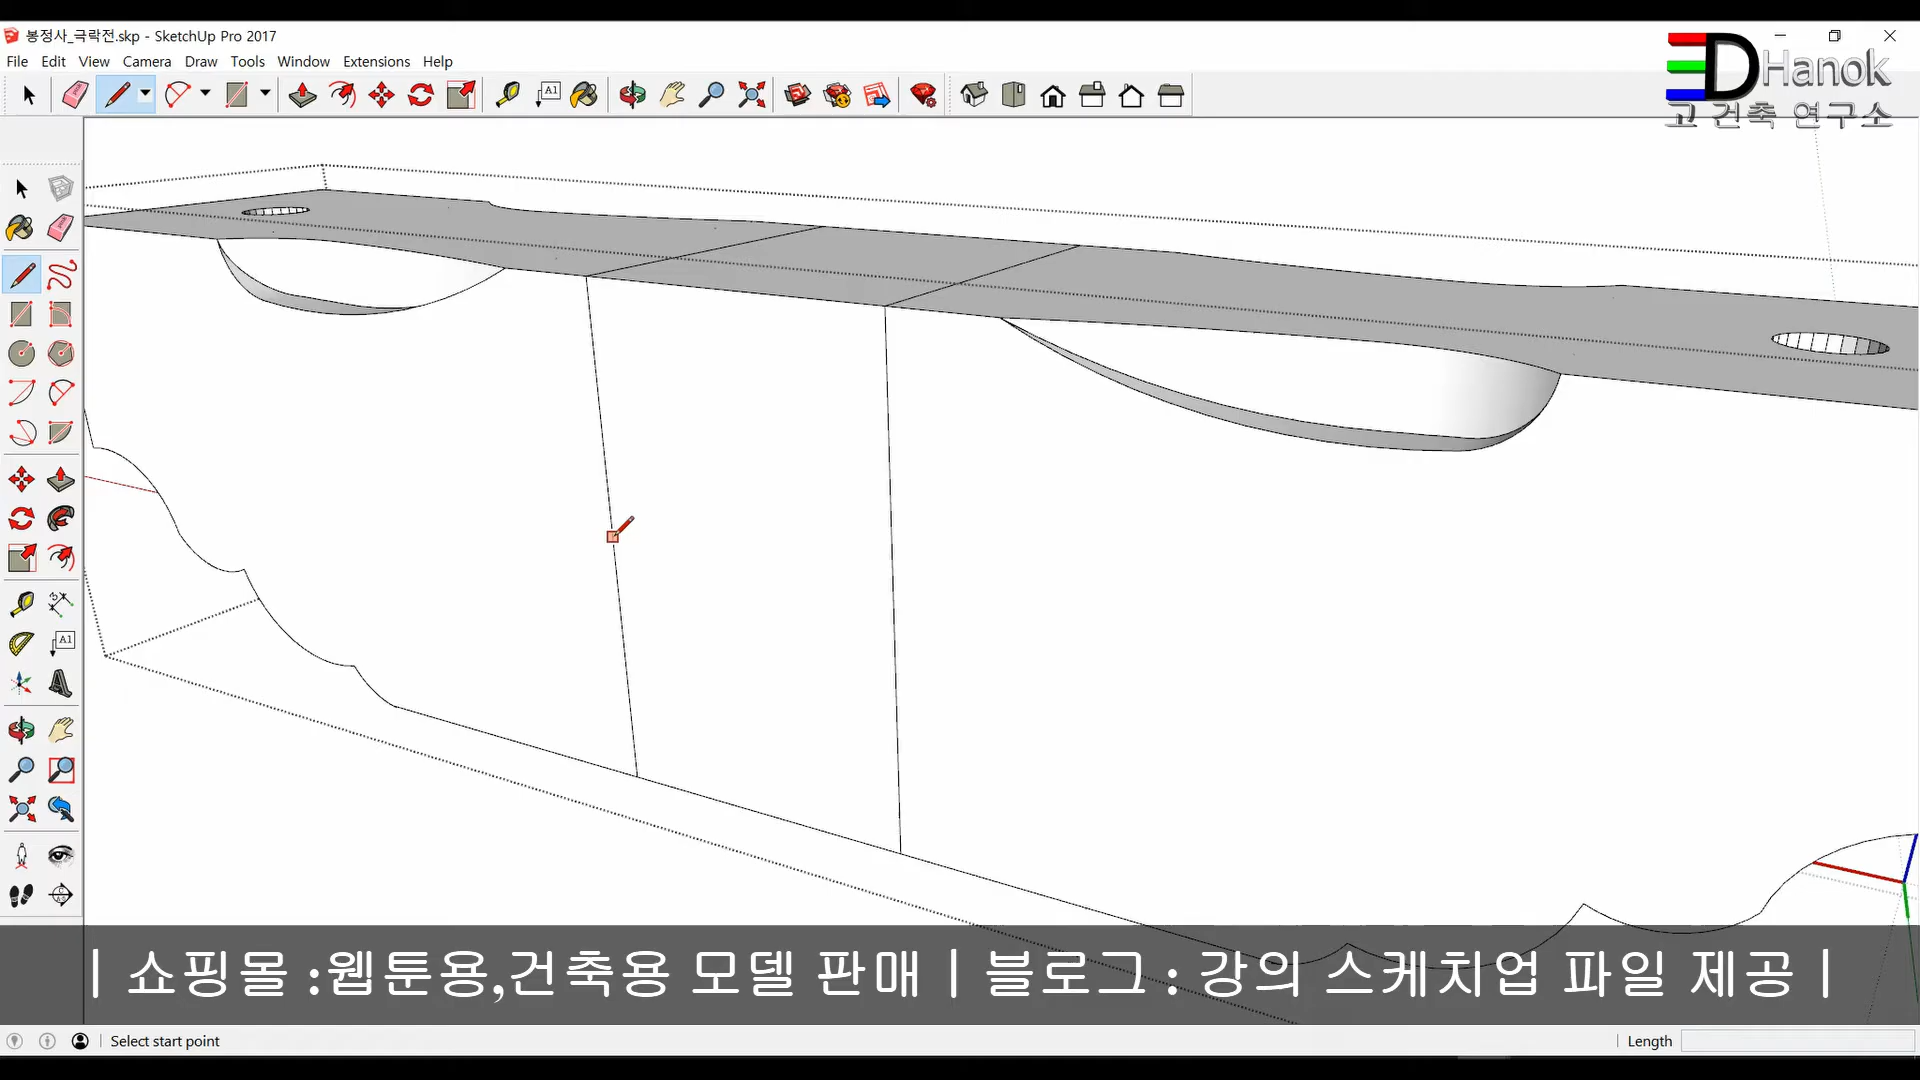 봉정사_극락전.skp - SketchUp Pro 2017
File Edit View Camera Draw Tools Window Extensions Help
DHanok
고 건축 연구소
A1
A1
| 쇼핑몰 :웹툰용,건축용 모델 판매 | 블로그 : 강의 스케치업 파일 제공 |
Select start point
Length